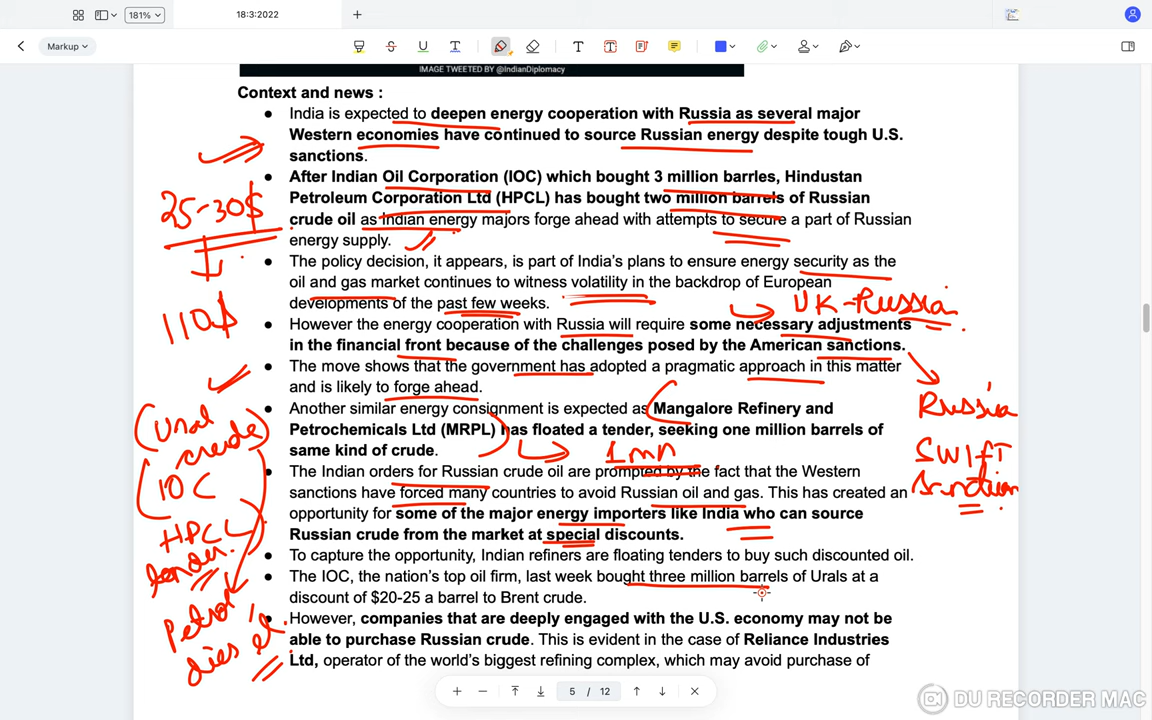 181%
18:3:2022
Markup
IMAGE TWEETED BY @IndianDiplomacy
Context and news :
● India is expected to deepen energy cooperation with Russia as several major
Western economies have continued to source Russian energy despite tough U.S.
sanctions.
● After Indian Oil Corporation (IOC) which bought 3 million barrles, Hindustan
Petroleum Corporation Ltd (HPCL) has bought two million barrels of Russian
crude oil as Indian energy majors forge ahead with attempts to secure a part of Russian
energy supply.
● The policy decision, it appears, is part of India's plans to ensure energy security as the
oil and gas market continues to witness volatility in the backdrop of European
developments of the past few weeks.
● However the energy cooperation with Russia will require some necessary adjustments
in the financial front because of the challenges posed by the American sanctions.
● The move shows that the government has adopted a pragmatic approach in this matter
and is likely to forge ahead.
● Another similar energy consignment is expected as Mangalore Refinery and
Petrochemicals Ltd (MRPL) has floated a tender, seeking one million barrels of
same kind of crude.
● The Indian orders for Russian crude oil are prompted by the fact that the Western
sanctions have forced many countries to avoid Russian oil and gas. This has created an
opportunity for some of the major energy importers like India who can source
Russian crude from the market at special discounts.
● To capture the opportunity, Indian refiners are floating tenders to buy such discounted oil.
● The IOC, the nation's top oil firm, last week bought three million barrels of Urals at a
discount of $20-25 a barrel to Brent crude.
● However, companies that are deeply engaged with the U.S. economy may not be
able to purchase Russian crude. This is evident in the case of Reliance Industries
Ltd, operator of the world's biggest refining complex, which may avoid purchase of
25-30$
110$
UK-Russia
Russia
SWIFT
Sanction
1mn
(Ural
crude)
IOC
HPCL
Petrol
5 / 12
DU RECORDER MAC